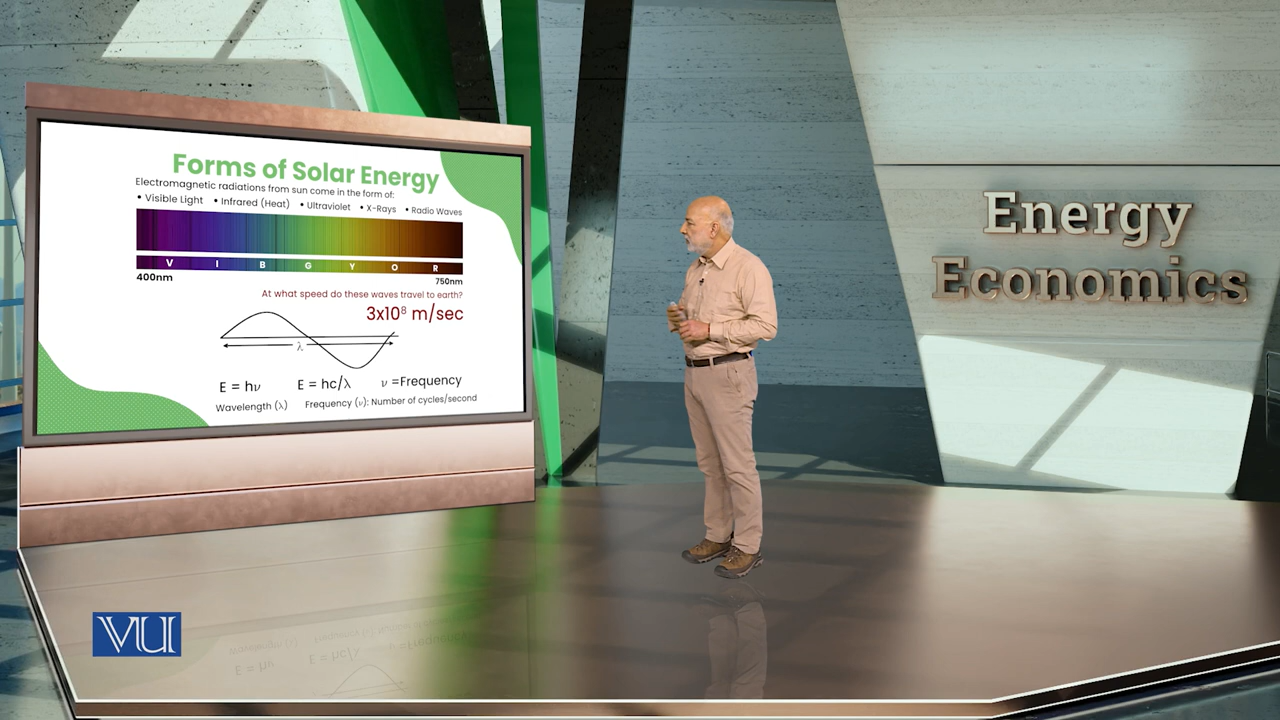 Forms of Solar Energy
Electromagnetic radiations from sun come in the form of:
• Visible Light • Infrared (Heat) • Ultraviolet • X-Rays • Radio Waves
V I B G Y O R
400nm 750nm
At what speed do these waves travel to earth?
3x10⁸ m/sec
λ
E = hν E = hc/λ ν =Frequency
Wavelength (λ) Frequency (ν): Number of cycles/second
Energy
Economics
VU